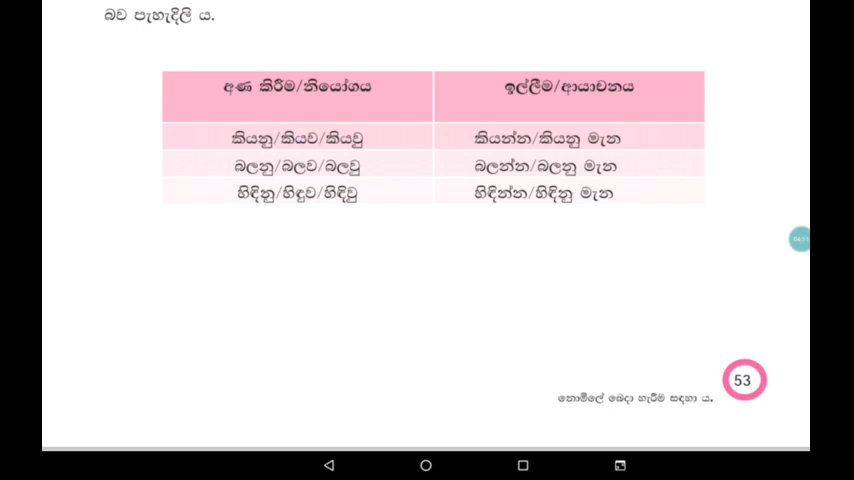 බව පැහැදිලි ය.
අණ කිරීම/නියෝගය ඉල්ලීම/ආයාචනය
කියනු/කියව/කියවු කියන්න/කියනු මැන
බලනු/බලව/බලවු බලන්න/බලනු මැන
හිඳිනු/හිඳුව/හිඳිවු හිඳින්න/හිඳිනු මැන
53
නොමිලේ බෙදා හැරීම සඳහා ය.